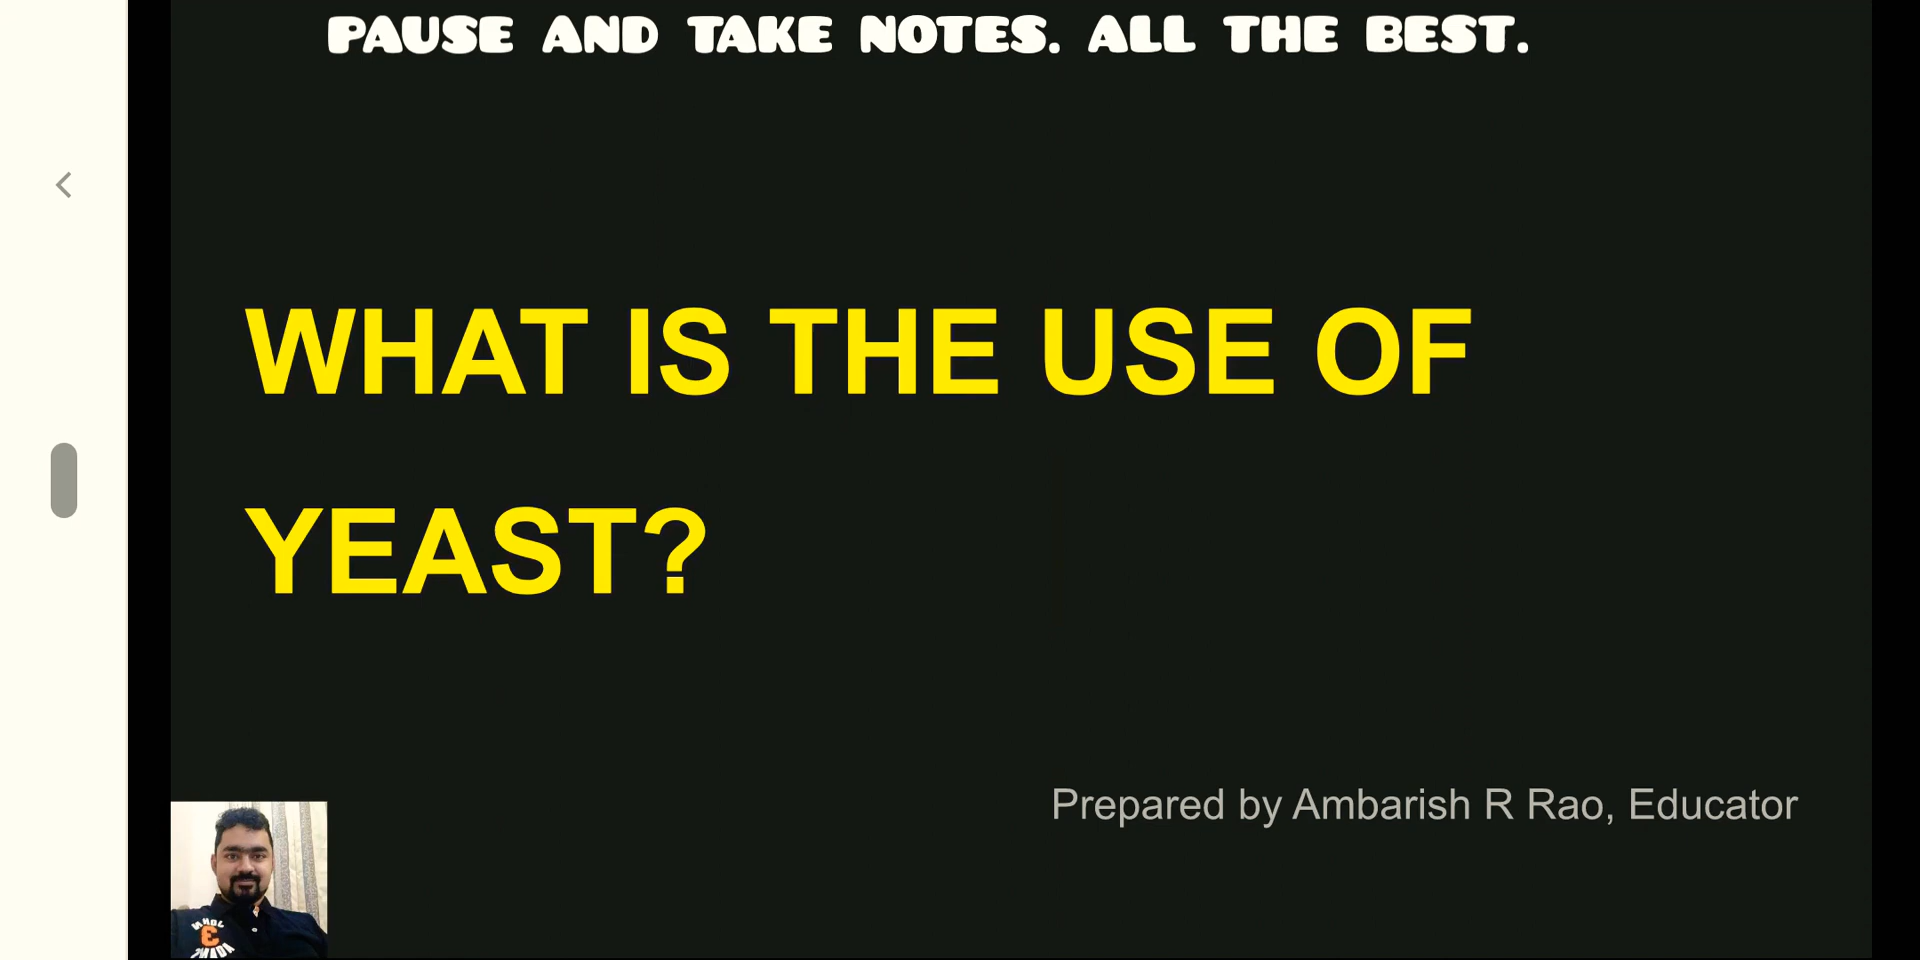 PAUSE AND TAKE NOTES. ALL THE BEST.
WHAT IS THE USE OF
YEAST?
Prepared by Ambarish R Rao, Educator